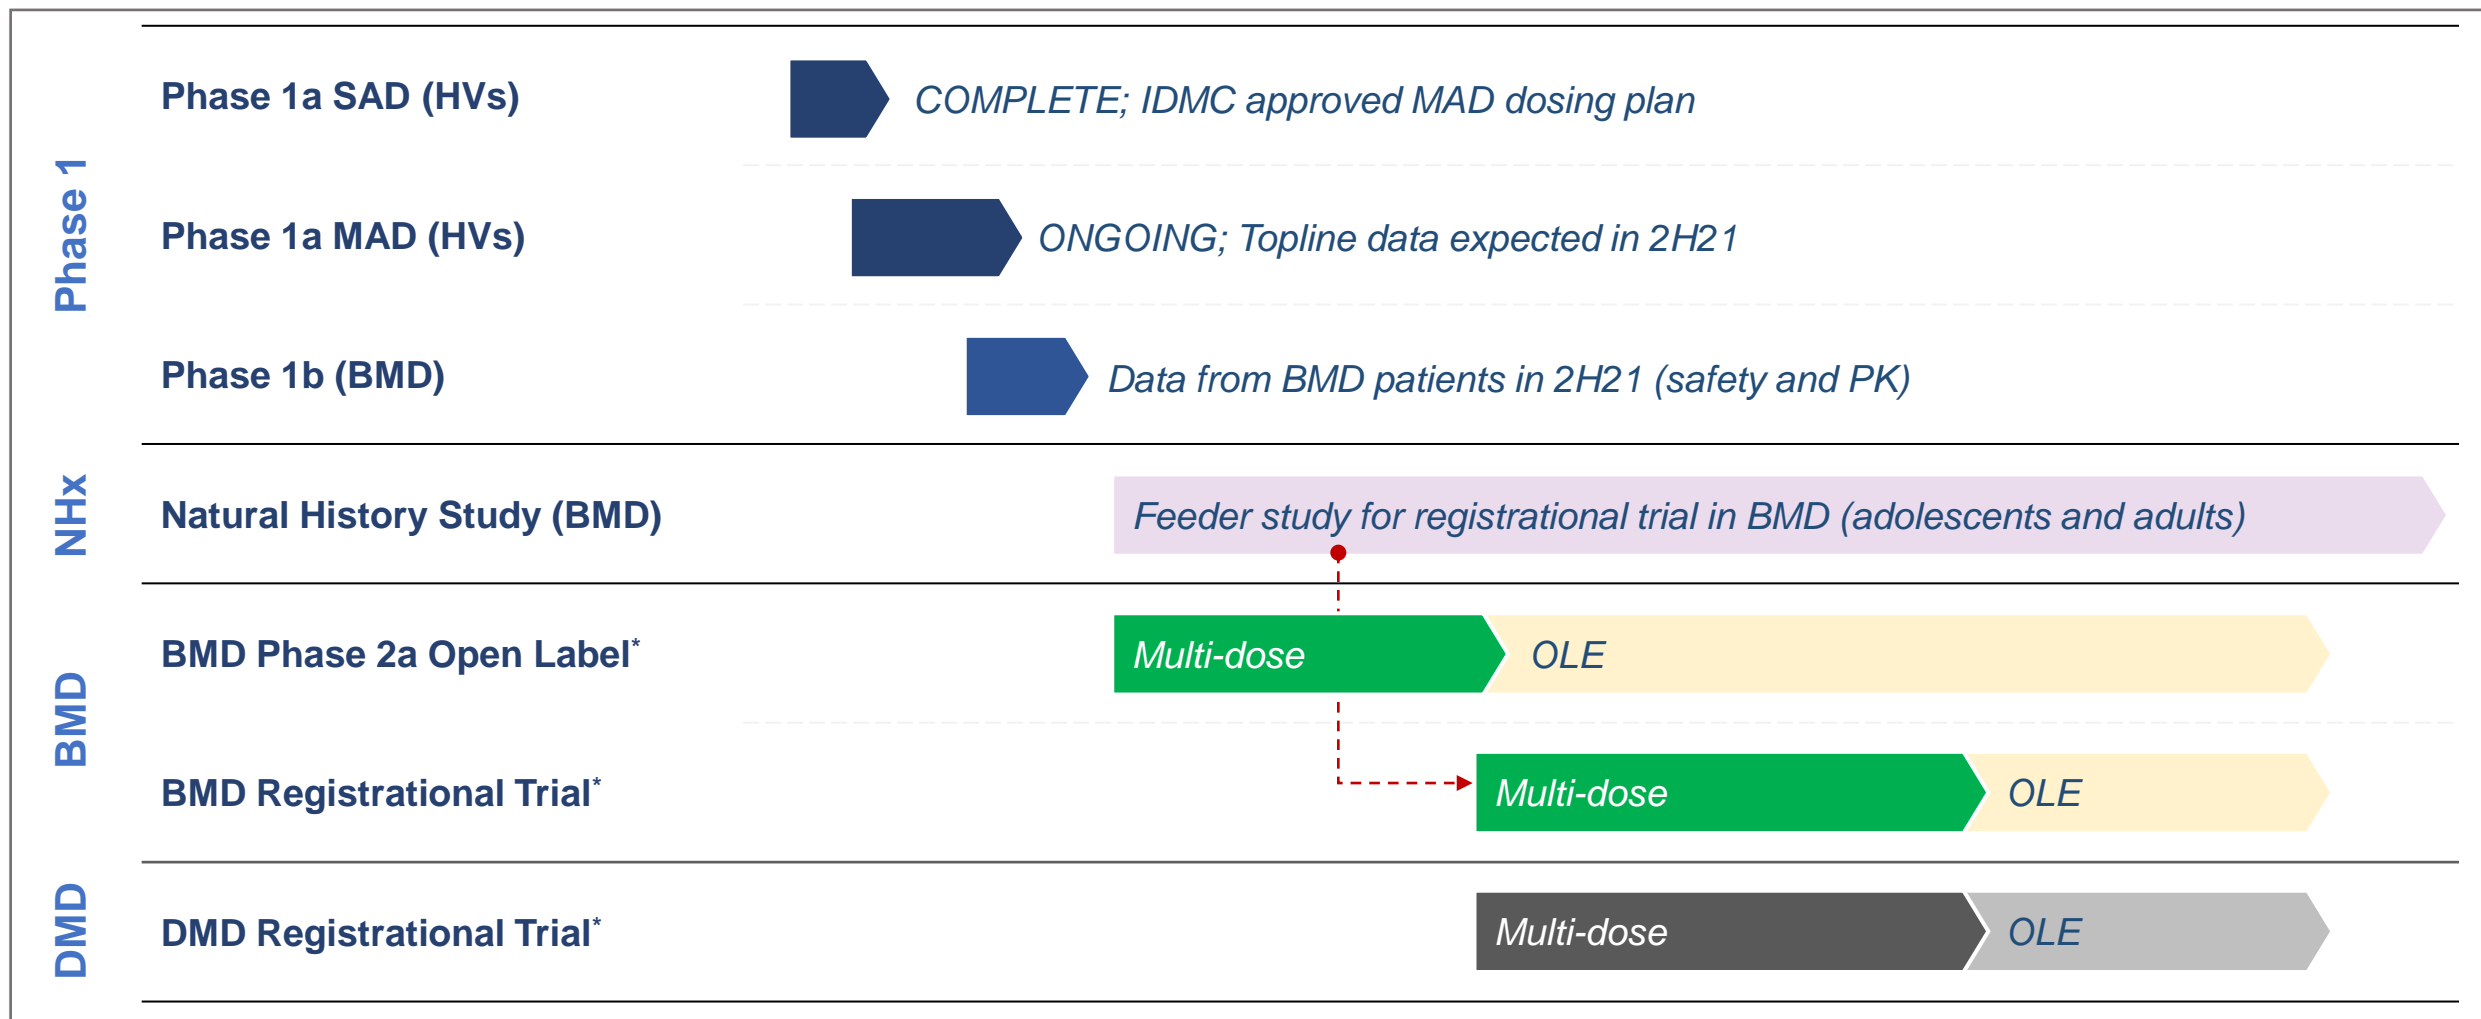 Phase 1
Phase 1a SAD (HVs)
COMPLETE; IDMC approved MAD dosing plan
Phase 1a MAD (HVs)
ONGOING; Topline data expected in 2H21
Phase 1b (BMD)
Data from BMD patients in 2H21 (safety and PK)
NHx
Natural History Study (BMD)
Feeder study for registrational trial in BMD (adolescents and adults)
BMD
BMD Phase 2a Open Label*
Multi-dose
OLE
BMD Registrational Trial*
Multi-dose
OLE
DMD
DMD Registrational Trial*
Multi-dose
OLE